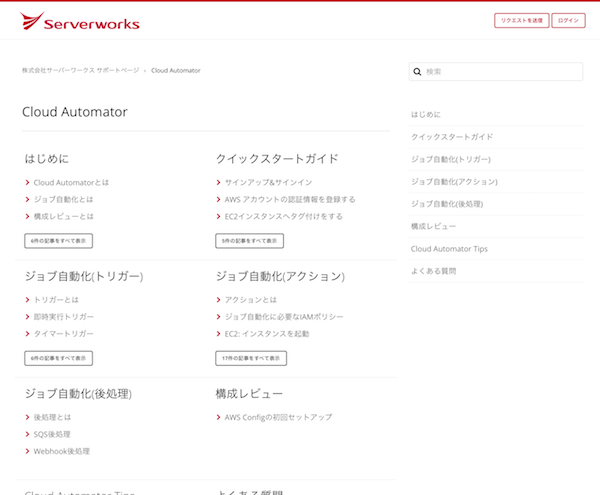 Serverworks
リクエストを送信
ログイン
株式会社サーバーワークス サポートページ › Cloud Automator
検索
Cloud Automator
はじめに
Cloud Automatorとは
ジョブ自動化とは
構成レビューとは
6件の記事をすべて表示
クイックスタートガイド
サインアップ&サインイン
AWS アカウントの認証情報を登録する
EC2インスタンスへタグ付けをする
5件の記事をすべて表示
ジョブ自動化(トリガー)
トリガーとは
即時実行トリガー
タイマートリガー
6件の記事をすべて表示
ジョブ自動化(アクション)
アクションとは
ジョブ自動化に必要なIAMポリシー
EC2: インスタンスを起動
17件の記事をすべて表示
ジョブ自動化(後処理)
後処理とは
SQS後処理
Webhook後処理
構成レビュー
AWS Configの初回セットアップ
Cloud Automator Tips
よくある質問
はじめに
クイックスタートガイド
ジョブ自動化(トリガー)
ジョブ自動化(アクション)
ジョブ自動化(後処理)
構成レビュー
Cloud Automator Tips
よくある質問